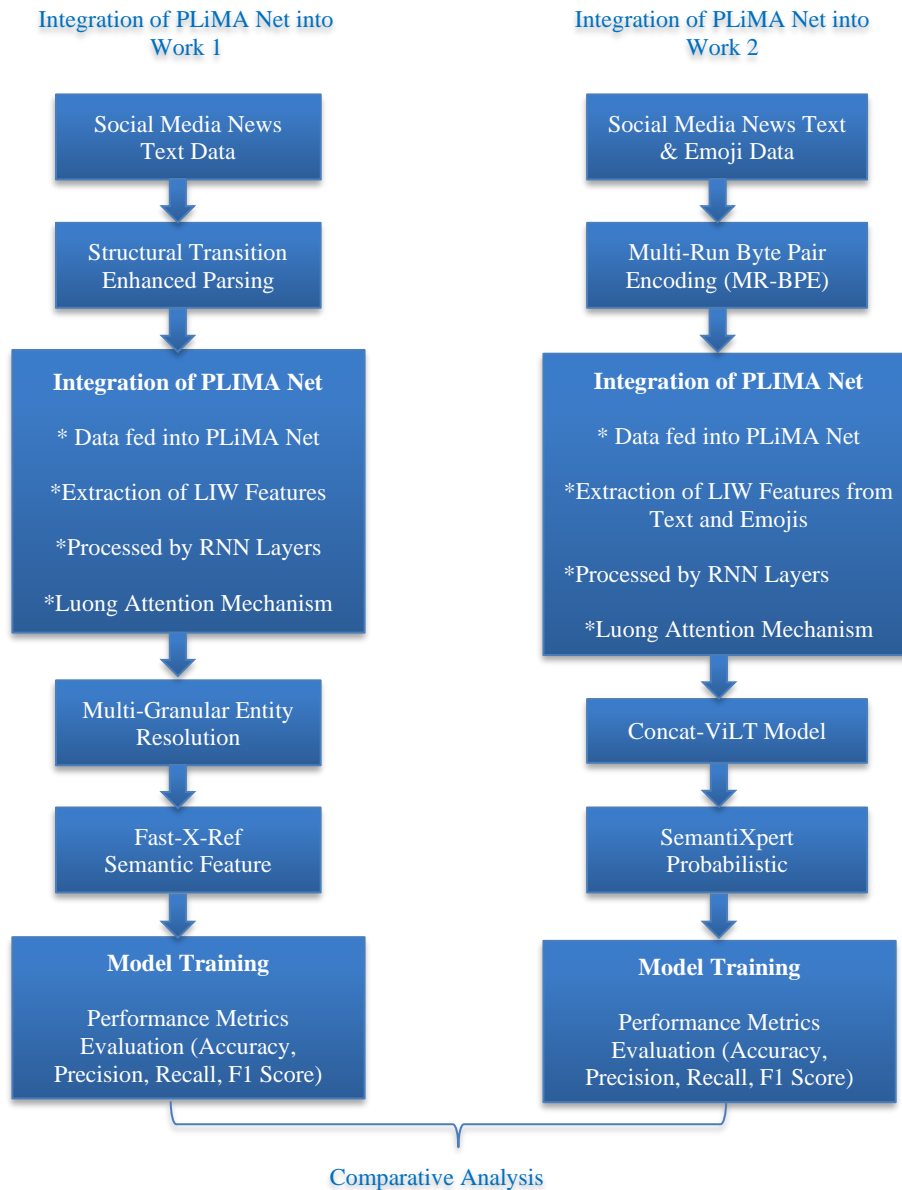 Integration of PLiMA Net into
Work 1
Social Media News
Text Data
Structural Transition
Enhanced Parsing
Integration of PLIMA Net
* Data fed into PLiMA Net
*Extraction of LIW Features
*Processed by RNN Layers
*Luong Attention Mechanism
Multi-Granular Entity
Resolution
Fast-X-Ref
Semantic Feature
Model Training
Performance Metrics
Evaluation (Accuracy,
Precision, Recall, F1 Score)
Integration of PLiMA Net into
Work 2
Social Media News Text
& Emoji Data
Multi-Run Byte Pair
Encoding (MR-BPE)
Integration of PLIMA Net
* Data fed into PLiMA Net
*Extraction of LIW Features from
Text and Emojis
*Processed by RNN Layers
*Luong Attention Mechanism
Concat-ViLT Model
SemantiXpert
Probabilistic
Model Training
Performance Metrics
Evaluation (Accuracy,
Precision, Recall, F1 Score)
Comparative Analysis